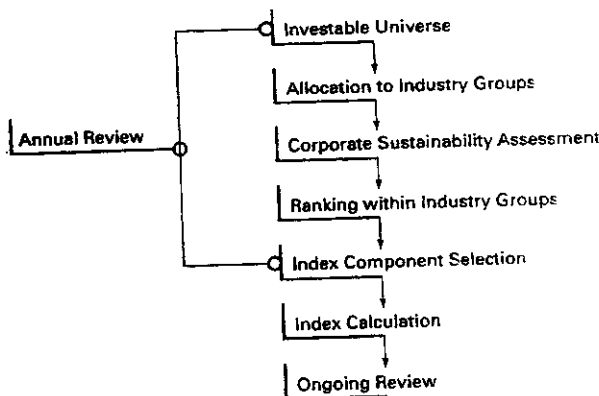 Investable Universe
Allocation to Industry Groups
Annual Review
Corporate Sustainability Assessment
Ranking within Industry Groups
Index Component Selection
Index Calculation
Ongoing Review